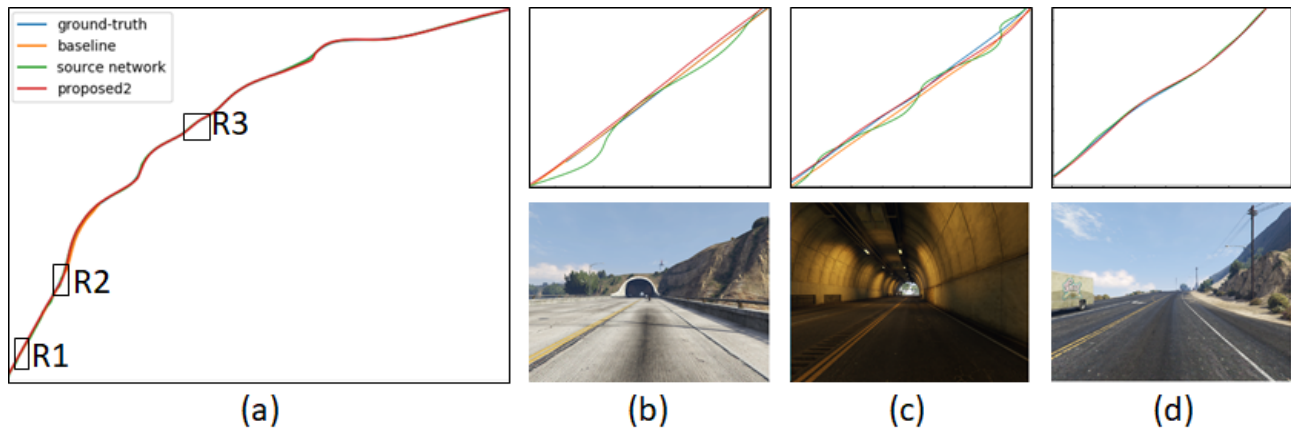 ground-truth
baseline
source network
proposed2
R3
R2
R1
(a)
(b)
(c)
(d)